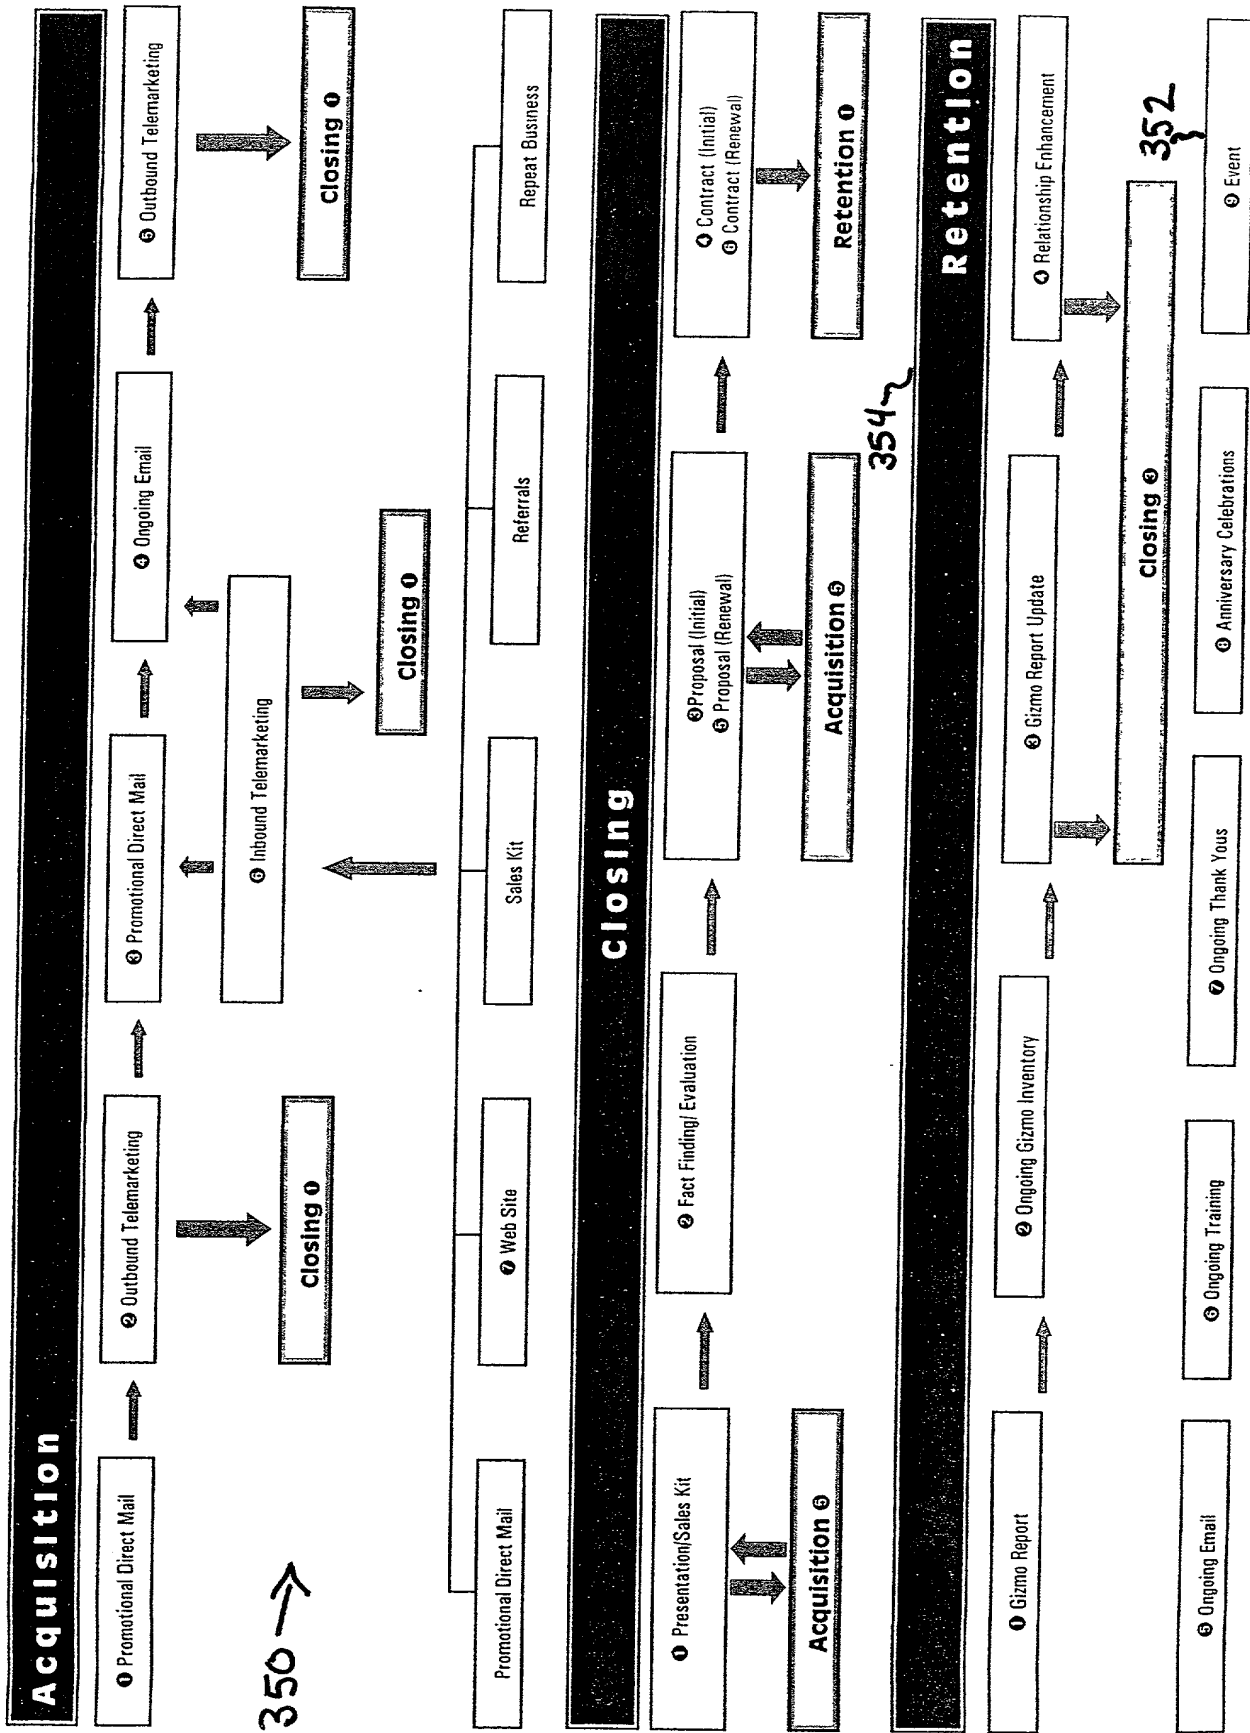 Acquisition
❶ Promotional Direct Mail
❷ Outbound Telemarketing
❸ Promotional Direct Mail
❹ Ongoing Email
❺ Outbound Telemarketing
❻ Inbound Telemarketing
Closing ❶
Closing ❶
Closing ❶
350
Promotional Direct Mail
❼ Web Site
Sales Kit
Referrals
Repeat Business
Closing
❶ Presentation/Sales Kit
❷ Fact Finding/ Evaluation
❸Proposal (Initial)
❺ Proposal (Renewal)
❹ Contract (Initial)
❻ Contract (Renewal)
Acquisition ❺
Acquisition ❺
Retention ❶
354
Retention
❶ Gizmo Report
❷ Ongoing Gizmo Inventory
❸ Gizmo Report Update
❹ Relationship Enhancement
Closing ❸
352
❺ Ongoing Email
❻ Ongoing Training
❼ Ongoing Thank Yous
❽ Anniversary Celebrations
❾ Event